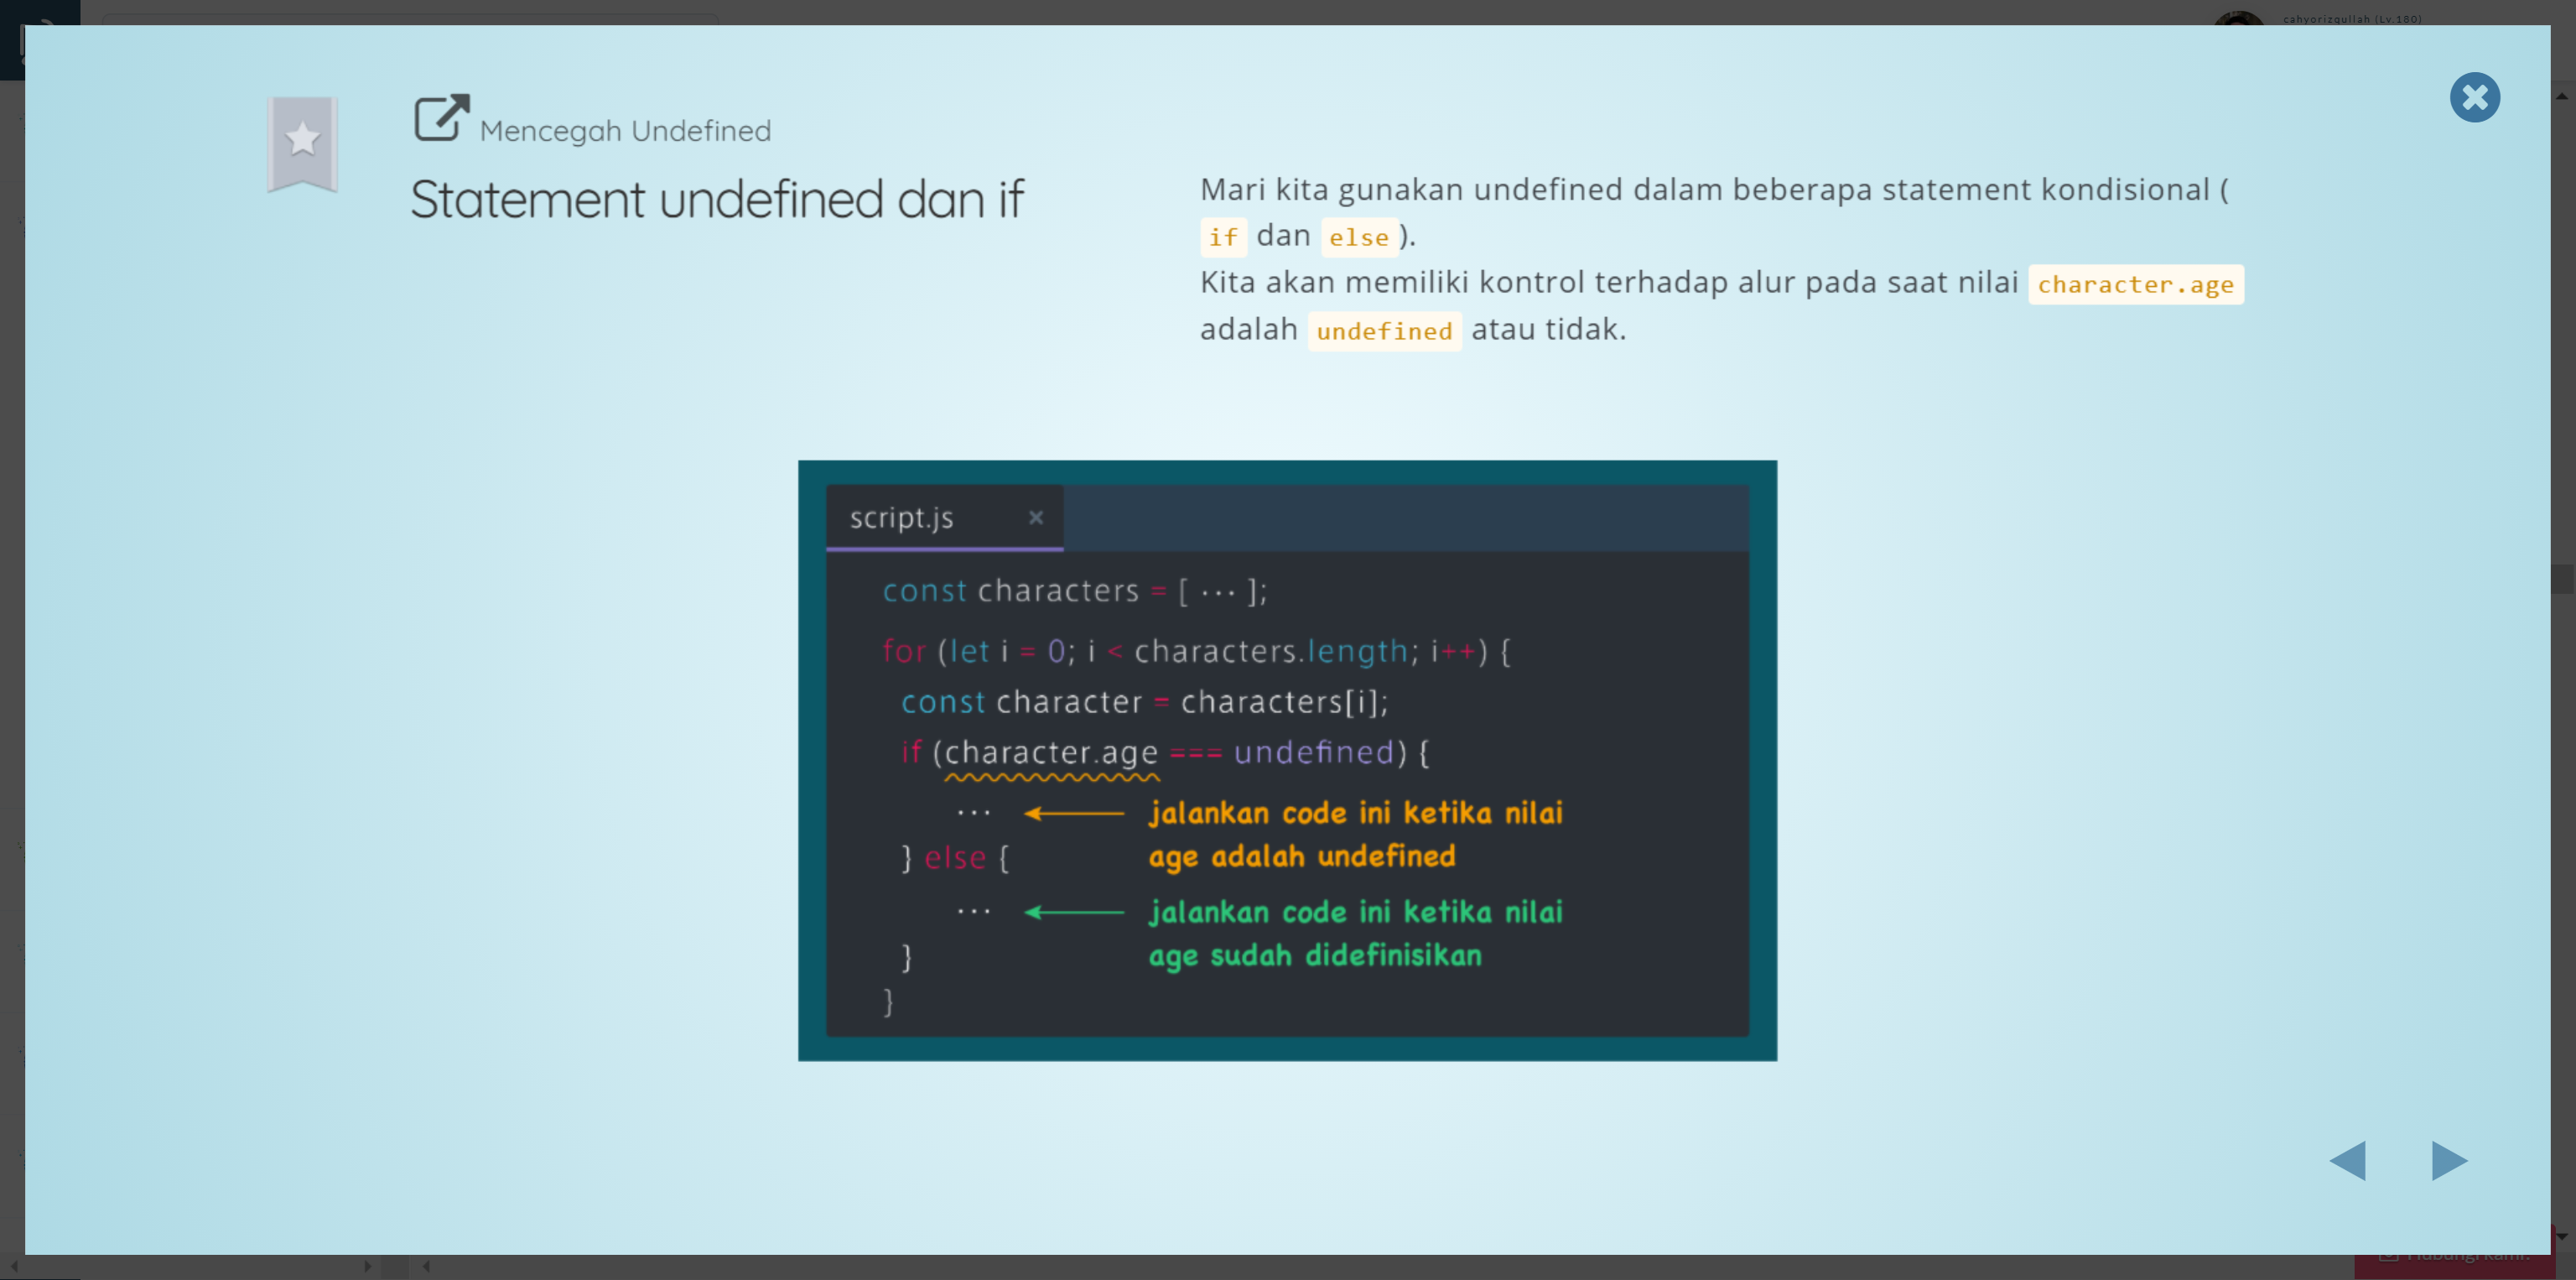 cahyorizqullah (Lv.180)
Mencegah Undefined
Statement undefined dan if
Mari kita gunakan undefined dalam beberapa statement kondisional (
if dan else ).
Kita akan memiliki kontrol terhadap alur pada saat nilai character.age
adalah undefined atau tidak.
script.js ×
const characters = [ ··· ];
for (let i = 0; i < characters.length; i++) {
const character = characters[i];
if (character.age === undefined) {
··· jalankan code ini ketika nilai
} else { age adalah undefined
··· jalankan code ini ketika nilai
} age sudah didefinisikan
}
Hubungi kami